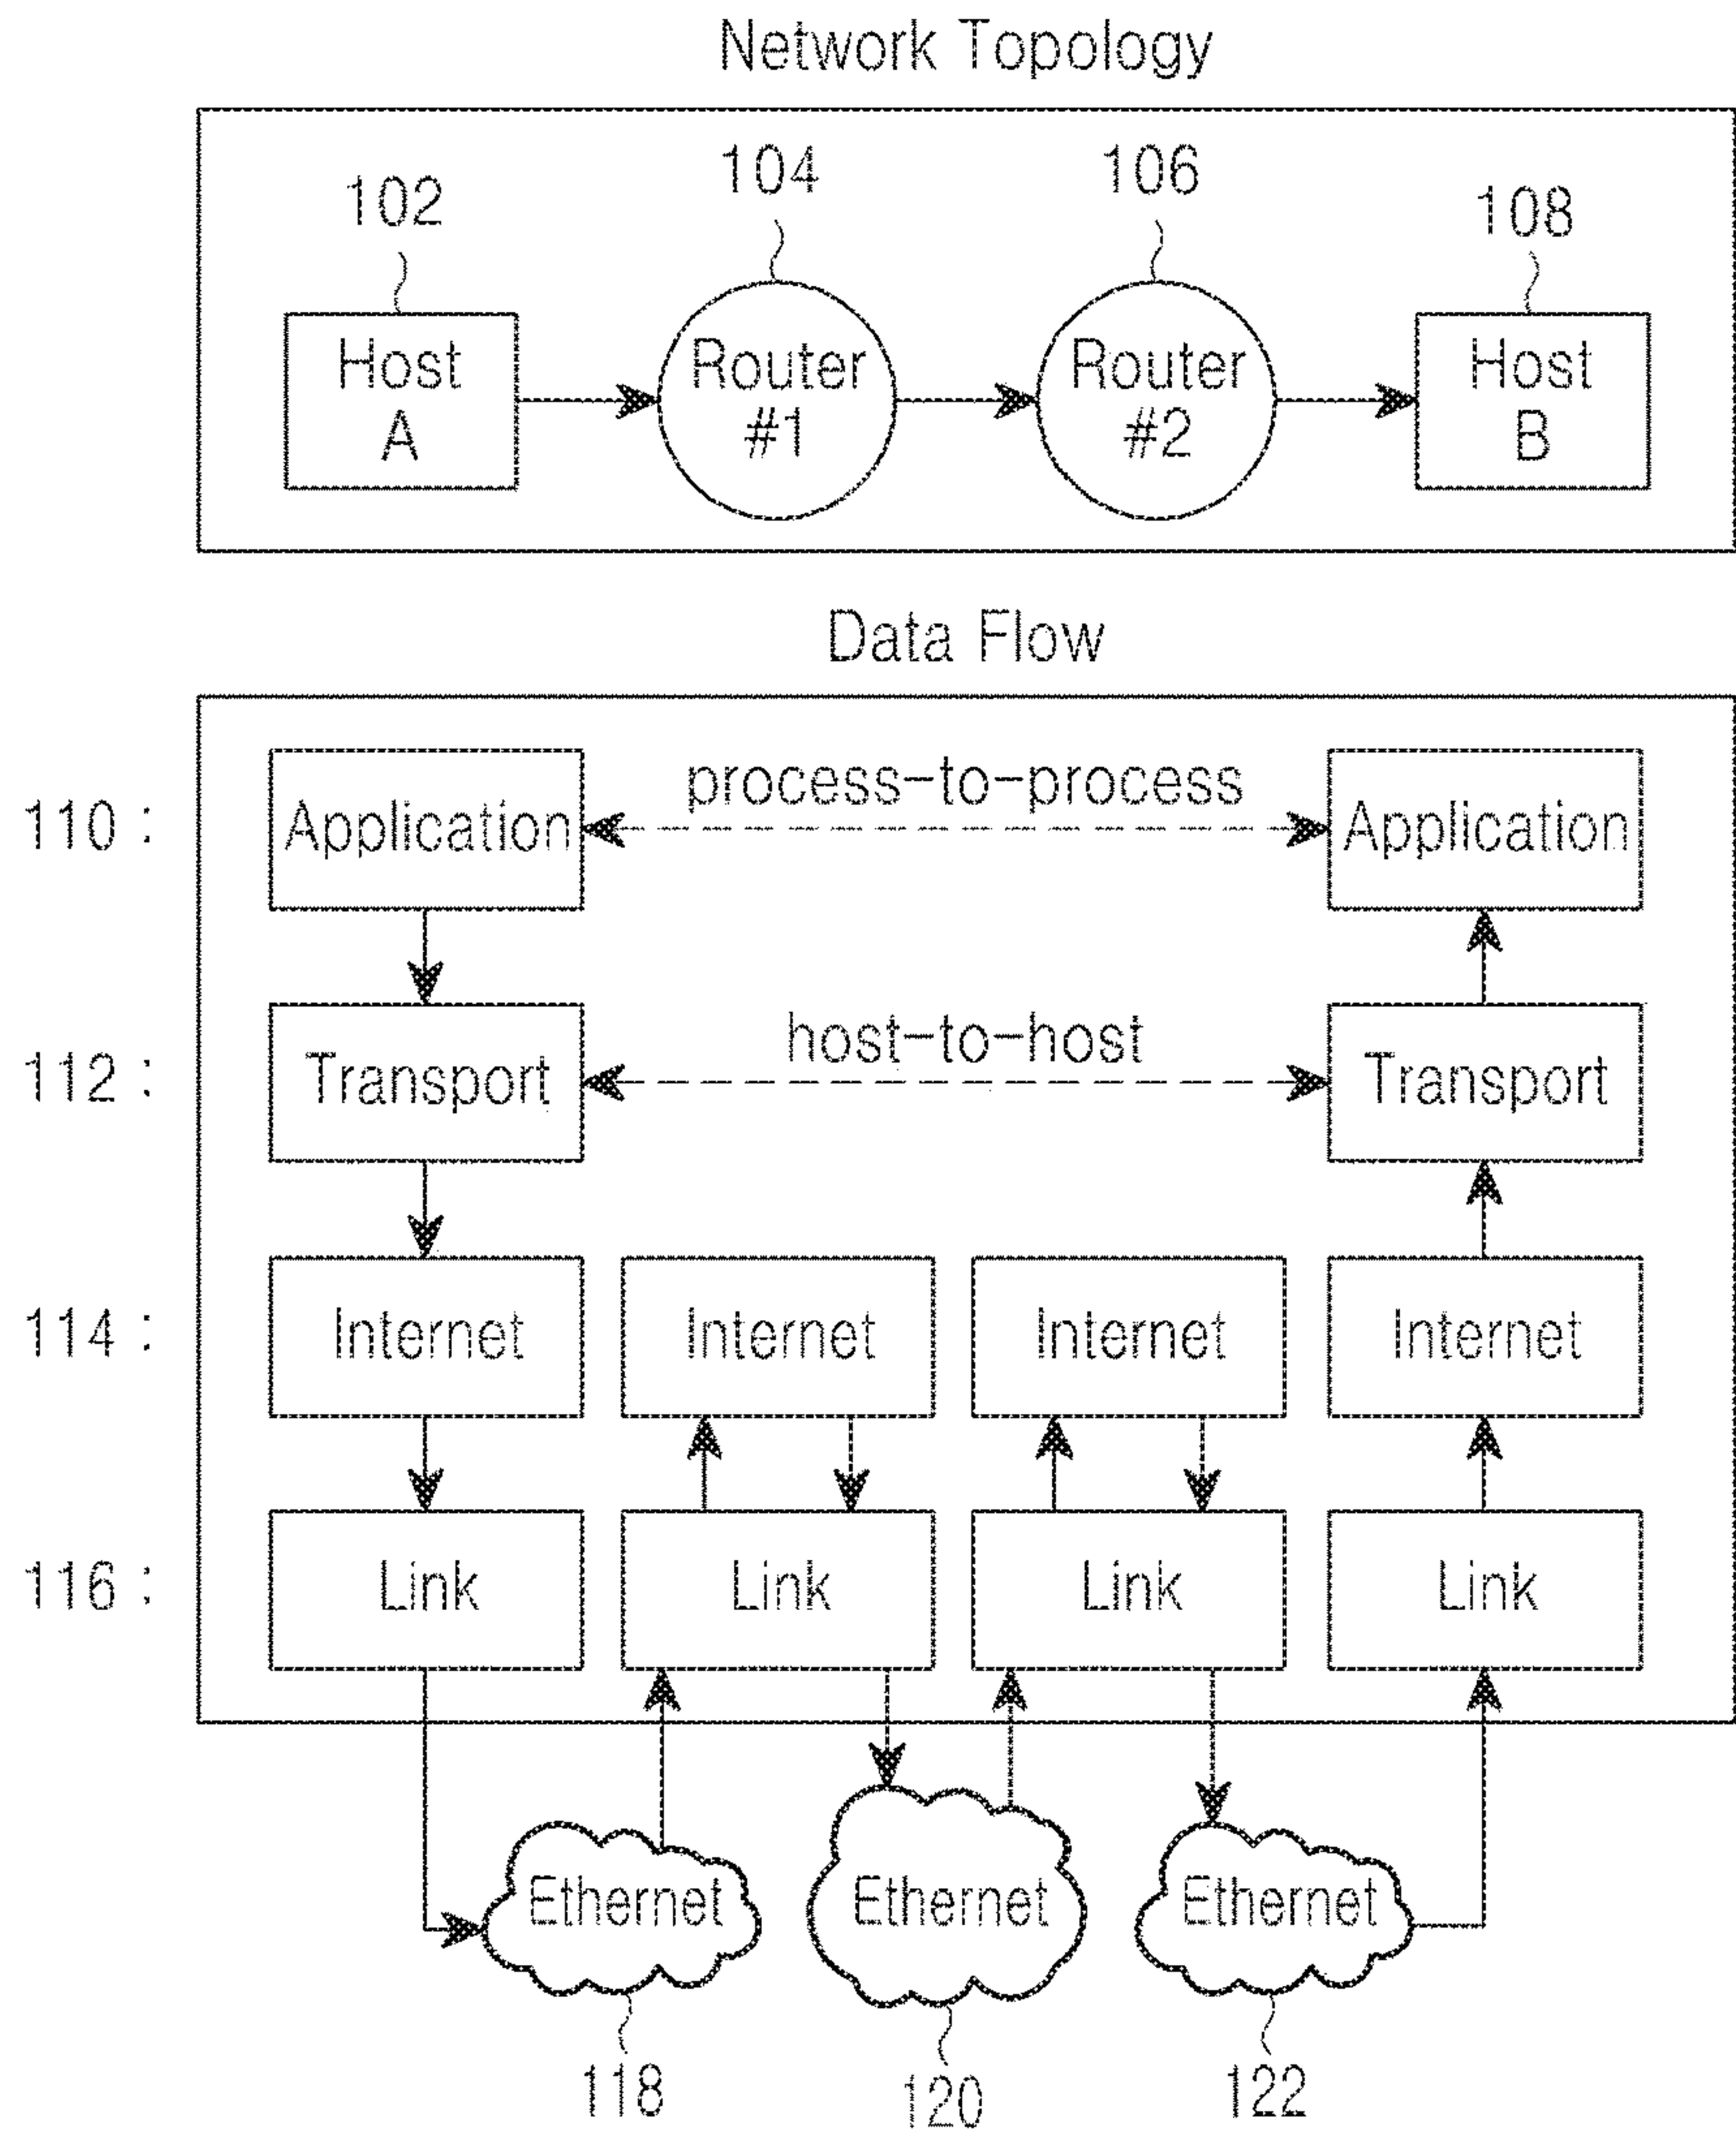 Network Topology
102
104
106
108
Host
A
Router
#1
Router
#2
Host
B
Data Flow
110 :
Application
process-to-process
Application
112 :
Transport
host-to-host
Transport
114 :
Internet
Internet
Internet
Internet
116 :
Link
Link
Link
Link
Ethernet
Ethernet
Ethernet
118
120
122